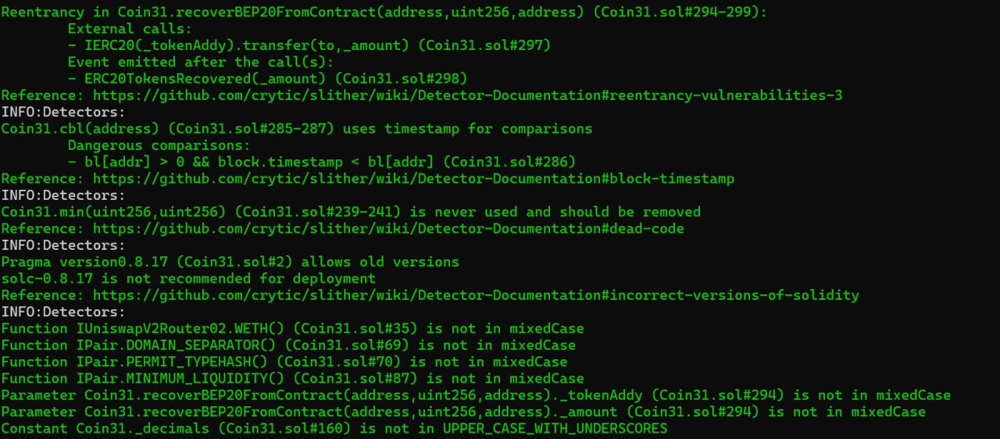 Reentrancy in Coin31.recoverBEP20FromContract(address,uint256,address) (Coin31.sol#294-299):
External calls:
- IERC20(_tokenAddy).transfer(to,_amount) (Coin31.sol#297)
Event emitted after the call(s):
- ERC20TokensRecovered(_amount) (Coin31.sol#298)
Reference: https://github.com/crytic/slither/wiki/Detector-Documentation#reentrancy-vulnerabilities-3
INFO:Detectors:
Coin31.cbl(address) (Coin31.sol#285-287) uses timestamp for comparisons
Dangerous comparisons:
- bl[addr] > 0 && block.timestamp < bl[addr] (Coin31.sol#286)
Reference: https://github.com/crytic/slither/wiki/Detector-Documentation#block-timestamp
INFO:Detectors:
Coin31.min(uint256,uint256) (Coin31.sol#239-241) is never used and should be removed
Reference: https://github.com/crytic/slither/wiki/Detector-Documentation#dead-code
INFO:Detectors:
Pragma version0.8.17 (Coin31.sol#2) allows old versions
solc-0.8.17 is not recommended for deployment
Reference: https://github.com/crytic/slither/wiki/Detector-Documentation#incorrect-versions-of-solidity
INFO:Detectors:
Function IUniswapV2Router02.WETH() (Coin31.sol#35) is not in mixedCase
Function IPair.DOMAIN_SEPARATOR() (Coin31.sol#69) is not in mixedCase
Function IPair.PERMIT_TYPEHASH() (Coin31.sol#70) is not in mixedCase
Function IPair.MINIMUM_LIQUIDITY() (Coin31.sol#87) is not in mixedCase
Parameter Coin31.recoverBEP20FromContract(address,uint256,address)._tokenAddy (Coin31.sol#294) is not in mixedCase
Parameter Coin31.recoverBEP20FromContract(address,uint256,address)._amount (Coin31.sol#294) is not in mixedCase
Constant Coin31._decimals (Coin31.sol#160) is not in UPPER_CASE_WITH_UNDERSCORES